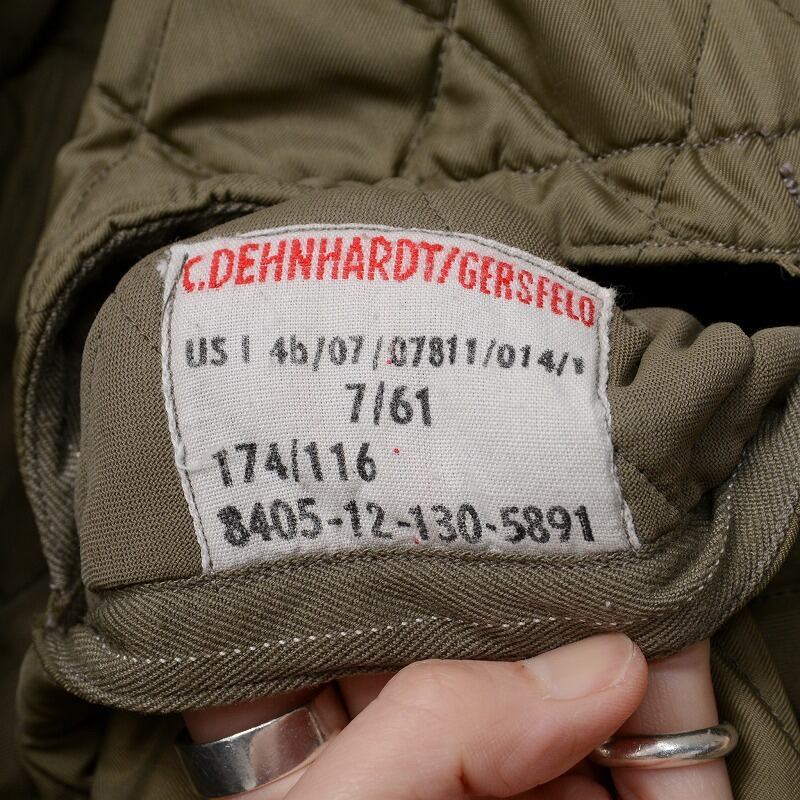 C.DEHNHARDT/GERSFELD
US I 4b/07/07811/014/
7/61
174/116
8405-12-130-5891